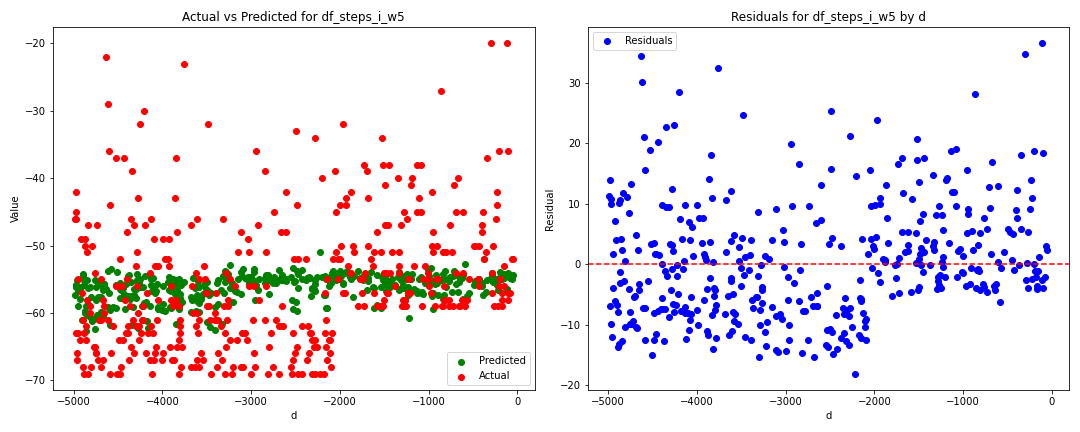 Actual vs Predicted for df_steps_i_w5
−20
−30
−40
−50
−60
−70
Value
−5000
−4000
−3000
−2000
−1000
0
d
Predicted
Actual
Residuals for df_steps_i_w5 by d
Residuals
30
20
10
0
−10
−20
Residual
−5000
−4000
−3000
−2000
−1000
0
d